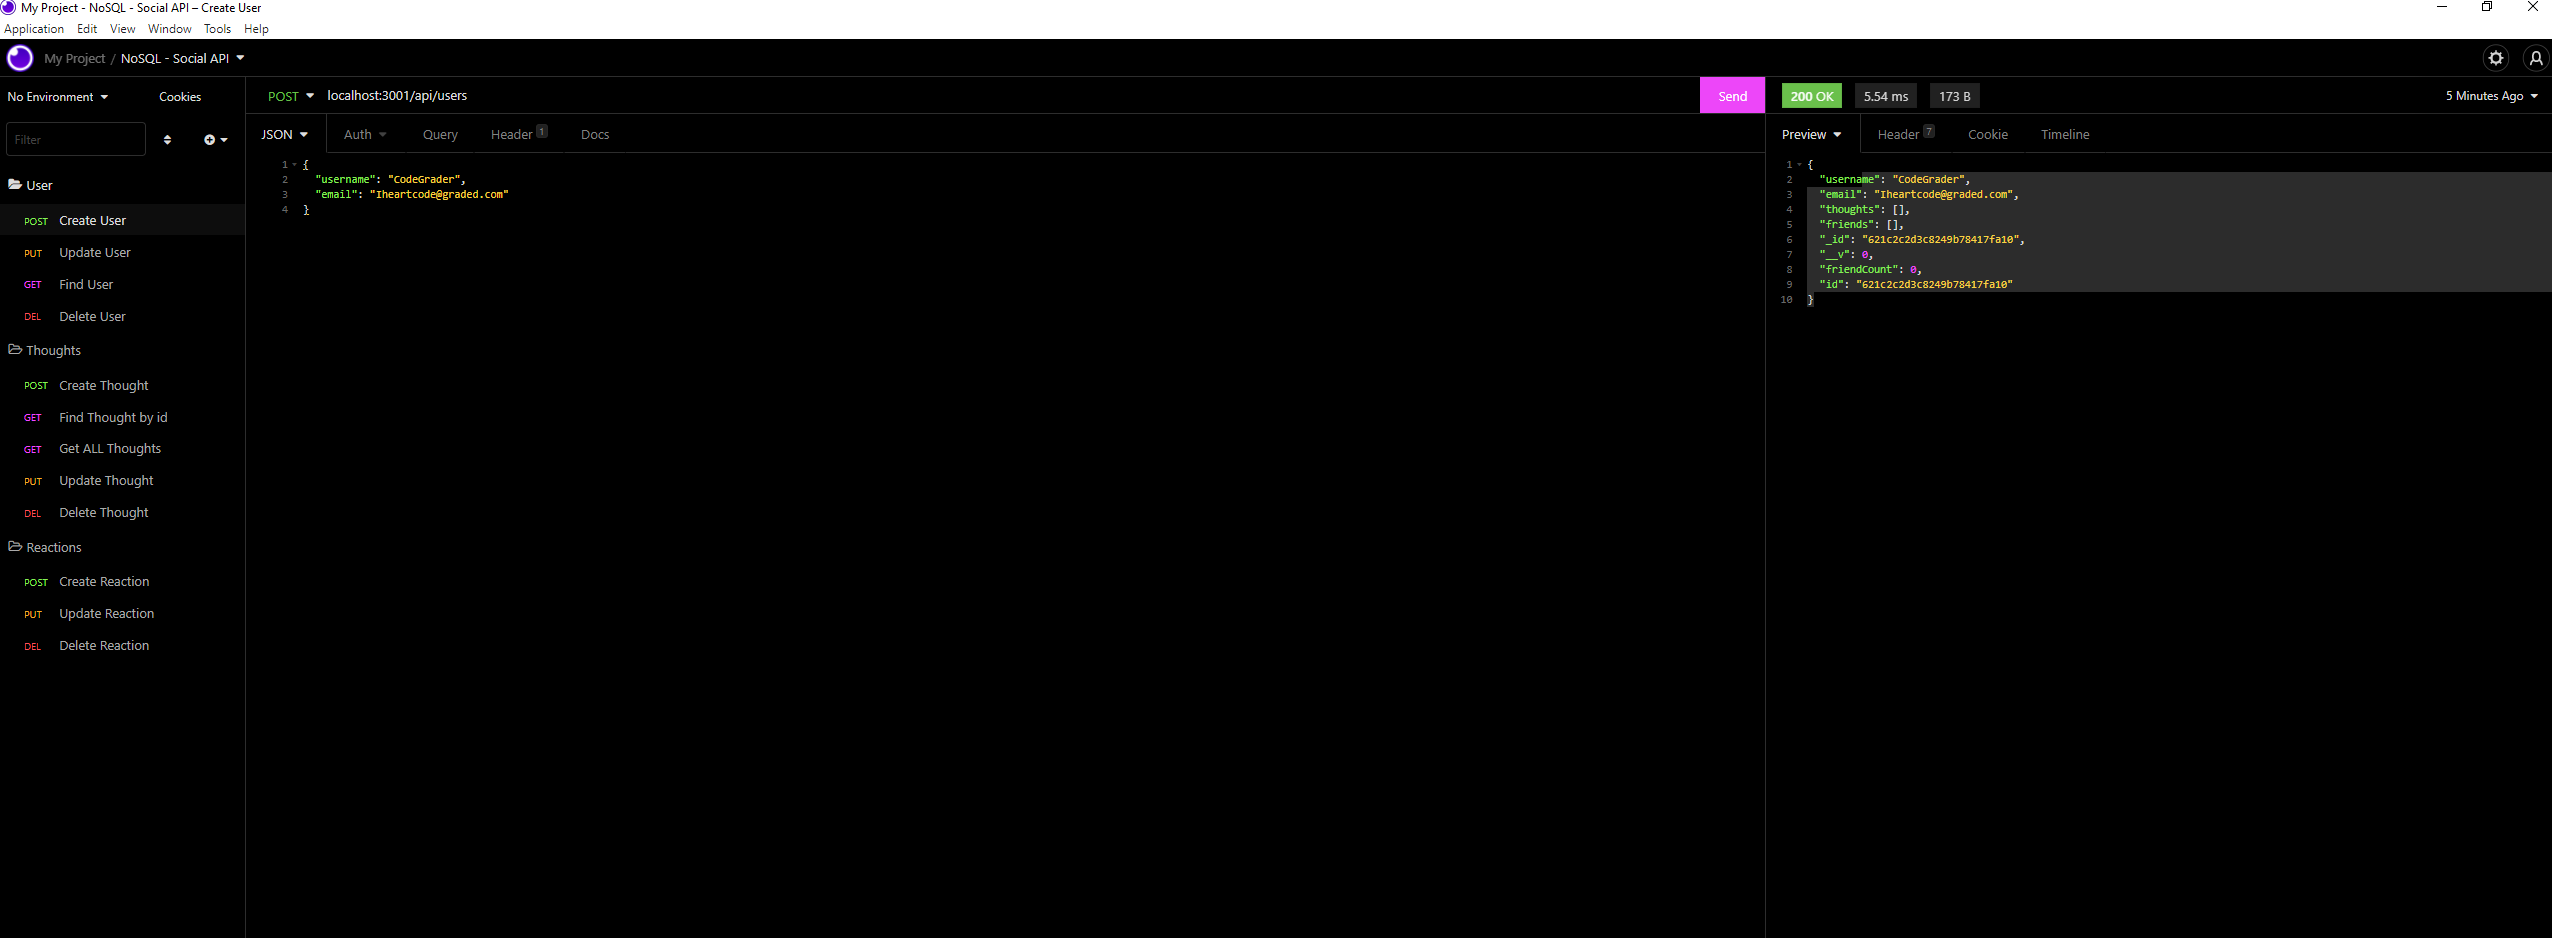 My Project - NoSQL - Social API – Create User
Application Edit View Window Tools Help
My Project / NoSQL - Social API
No Environment Cookies
Filter
User
POST Create User
PUT Update User
GET Find User
DEL Delete User
Thoughts
POST Create Thought
GET Find Thought by id
GET Get ALL Thoughts
PUT Update Thought
DEL Delete Thought
Reactions
POST Create Reaction
PUT Update Reaction
DEL Delete Reaction
POST localhost:3001/api/users Send
JSON Auth Query Header 1 Docs
1 {
2 "username": "CodeGrader",
3 "email": "Iheartcode@graded.com"
4 }
200 OK 5.54 ms 173 B 5 Minutes Ago
Preview Header 7 Cookie Timeline
1 {
2 "username": "CodeGrader",
3 "email": "Iheartcode@graded.com",
4 "thoughts": [],
5 "friends": [],
6 "_id": "621c2c2d3c8249b78417fa10",
7 "__v": 0,
8 "friendCount": 0,
9 "id": "621c2c2d3c8249b78417fa10"
10 }